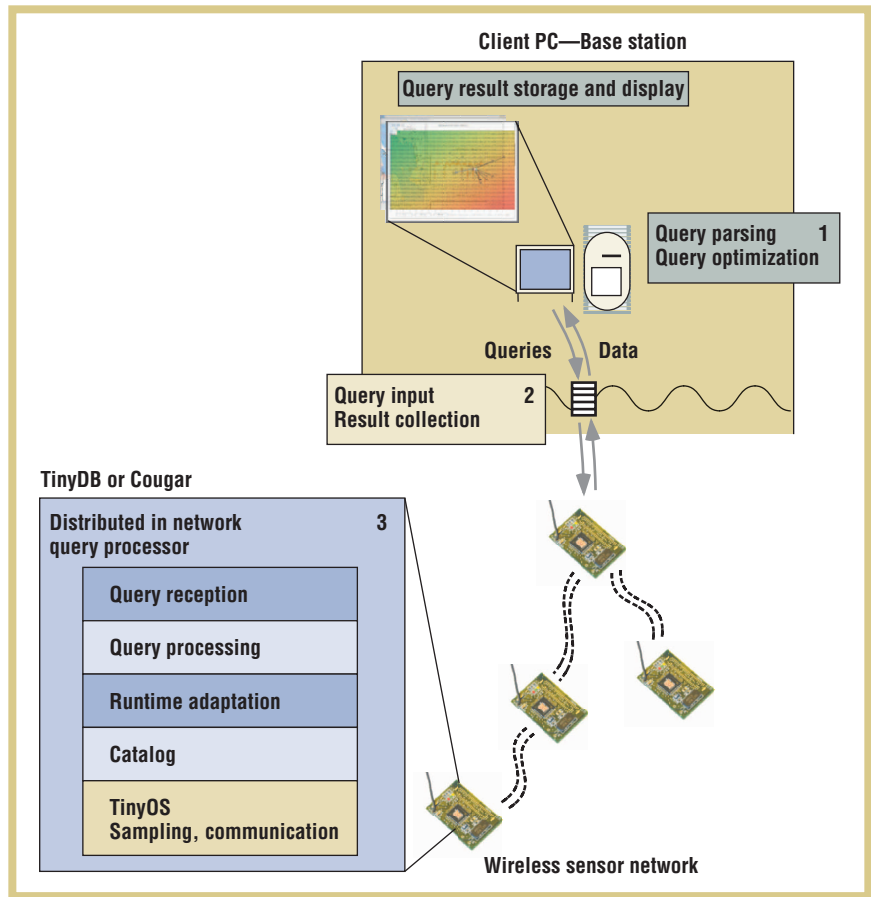 Client PC—Base station
Query result storage and display
Query parsing 1
Query optimization
Queries Data
Query input 2
Result collection
TinyDB or Cougar
Distributed in network 3
query processor
Query reception
Query processing
Runtime adaptation
Catalog
TinyOS
Sampling, communication
Wireless sensor network